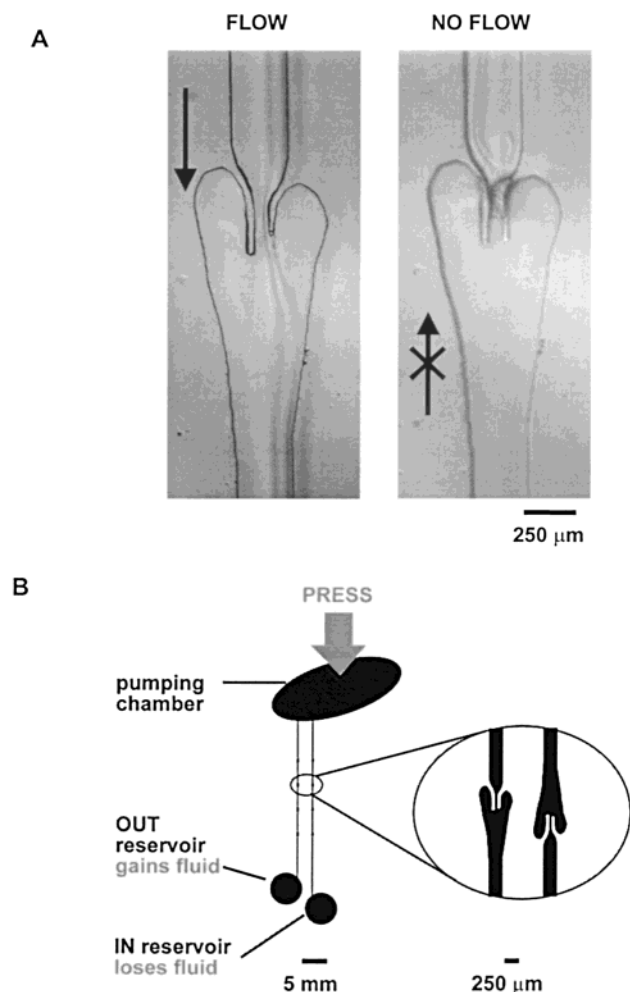 A
FLOW
NO FLOW
250 μm
B
PRESS
pumping
chamber
OUT
reservoir
gains fluid
IN reservoir
loses fluid
5 mm
250 μm